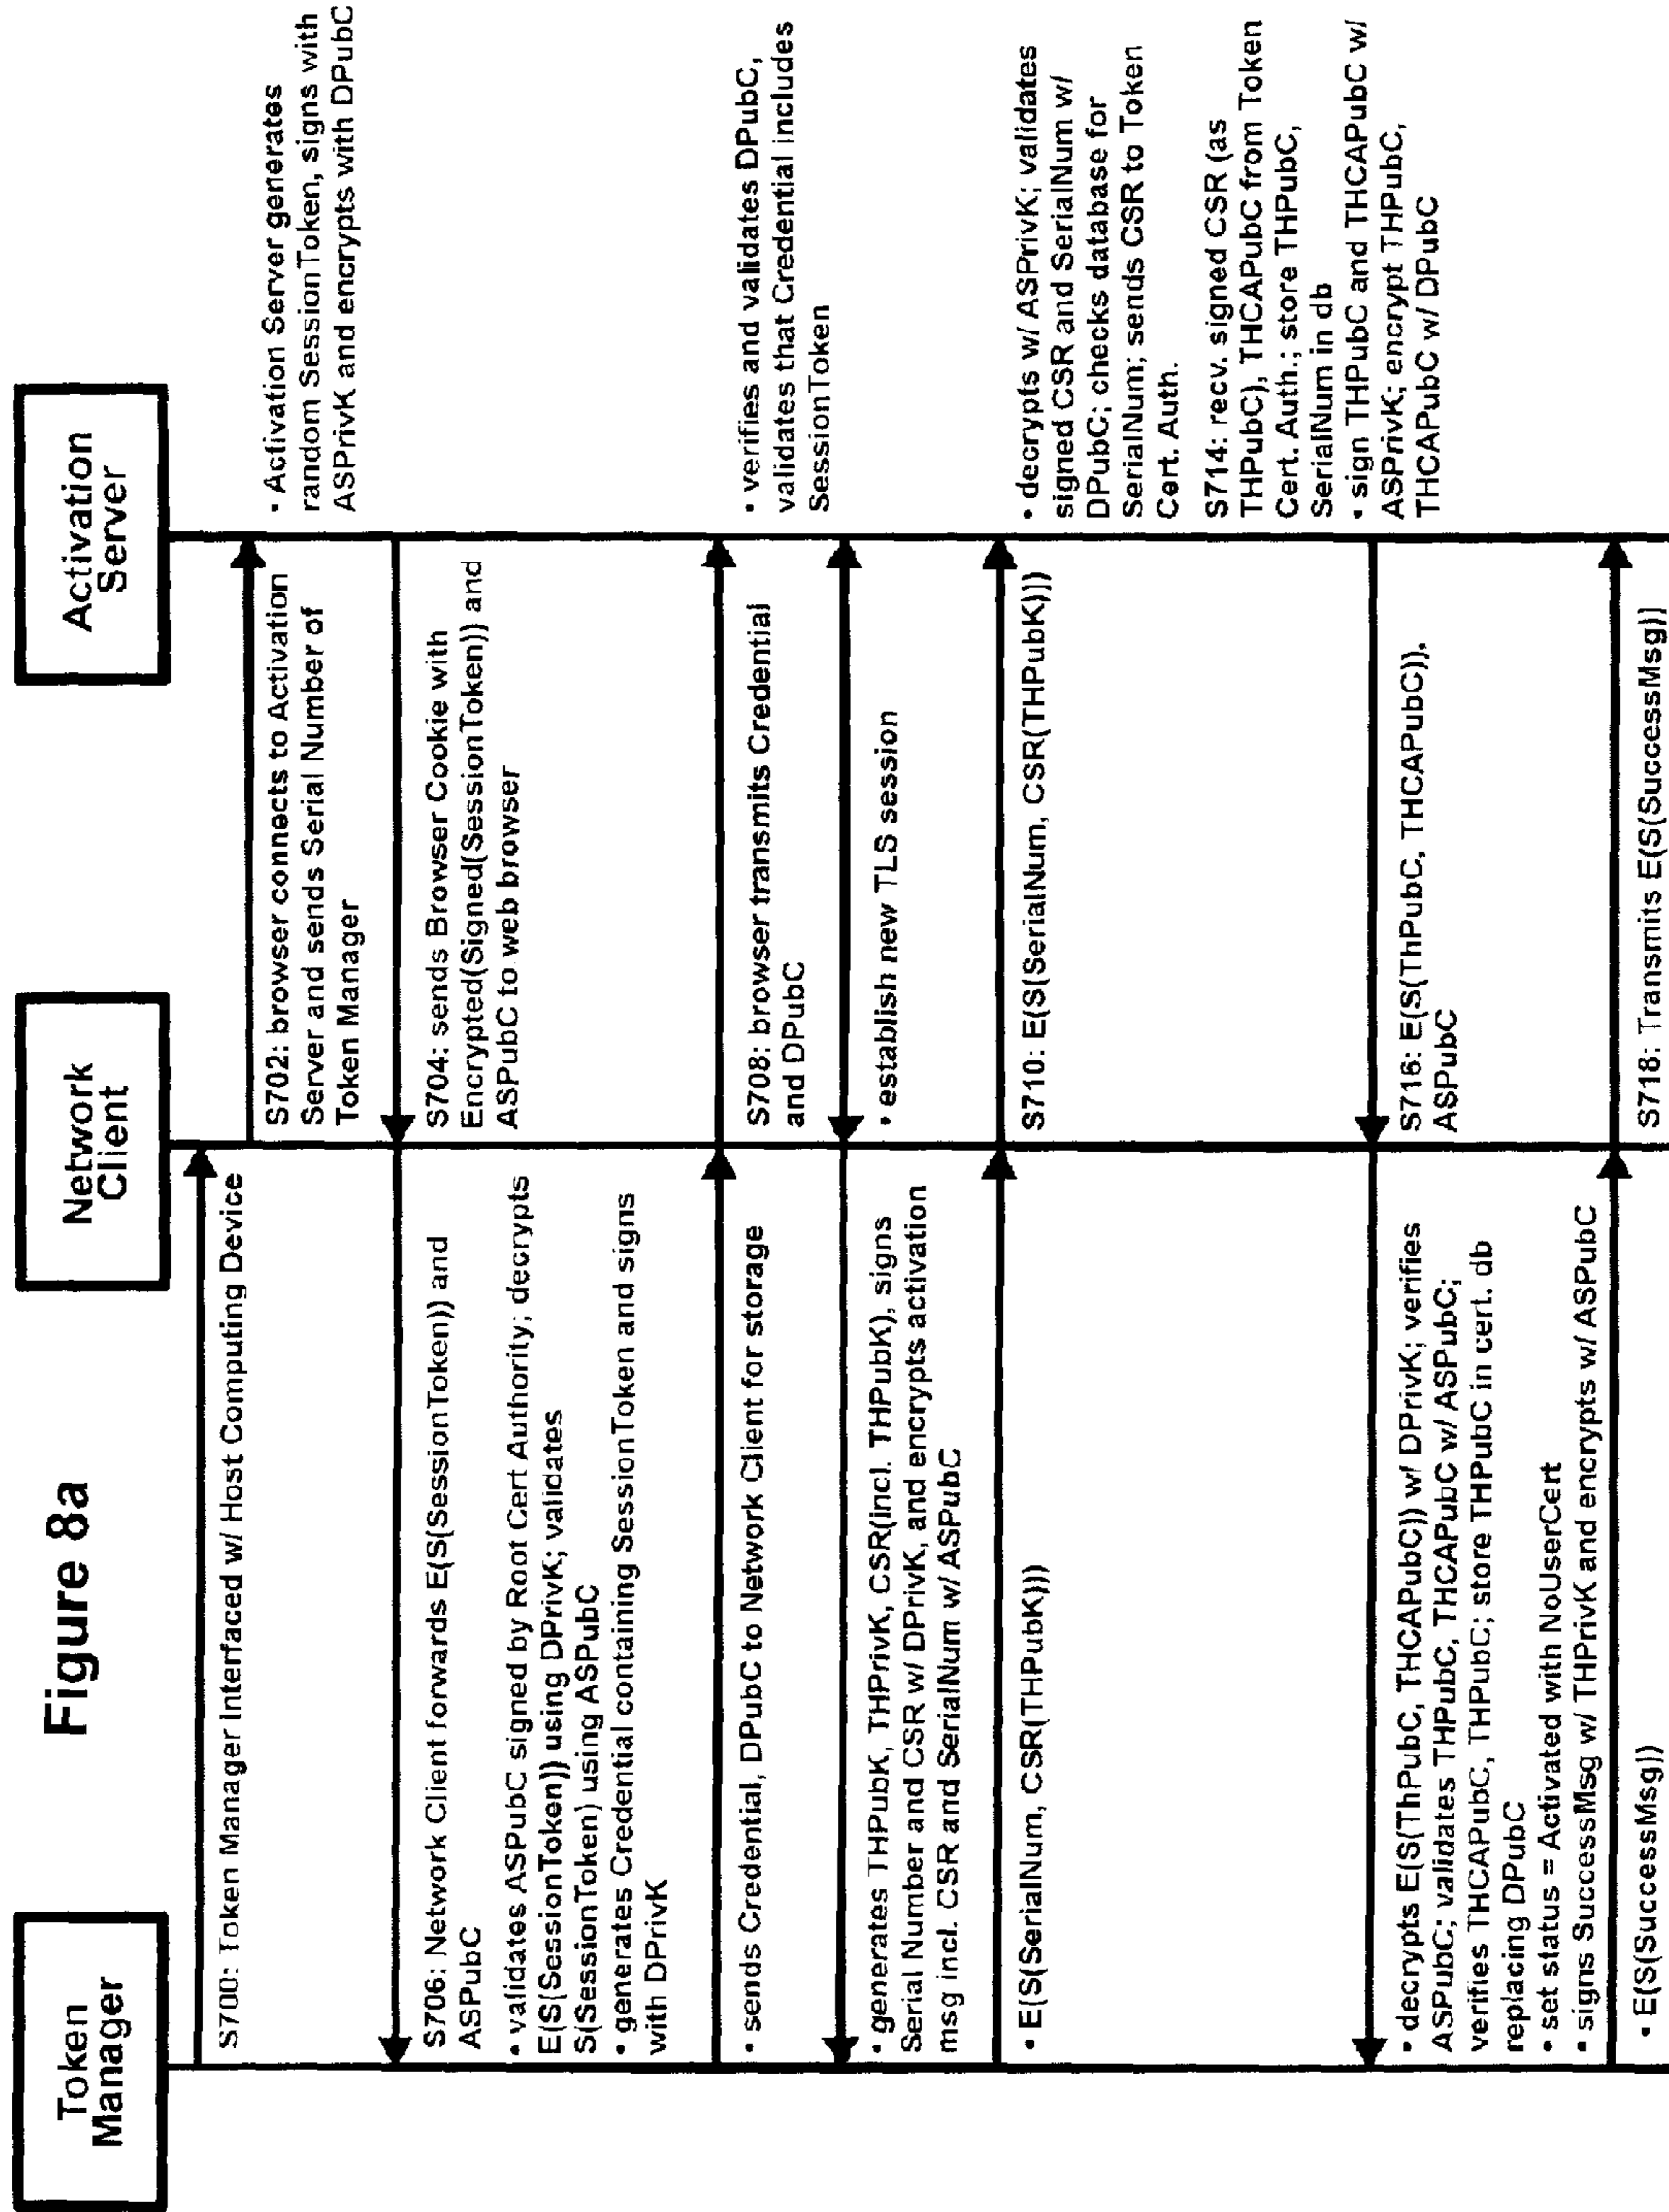 Figure 8a
Token
Manager
Network
Client
Activation
Server
S700: Token Manager Interfaced w/ Host Computing Device
S702: browser connects to Activation
Server and sends Serial Number of
Token Manager
• Activation Server generates
random SessionToken, signs with
ASPrivK and encrypts with DPubC
S704: sends Browser Cookie with
Encrypted(Signed(SessionToken)) and
ASPubC to web browser
S706: Network Client forwards E(S(SessionToken)) and
ASPubC
• validates ASPubC signed by Root Cert Authority; decrypts
E(S(SessionToken)) using DPrivK; validates
S(SessionToken) using ASPubC
• generates Credential containing SessionToken and signs
with DPrivK
• sends Credential, DPubC to Network Client for storage
S708: browser transmits Credential
and DPubC
• verifies and validates DPubC,
validates that Credential includes
SessionToken
• establish new TLS session
• generates THPubK, THPrivK, CSR(incl. THPubK), signs
Serial Number and CSR w/ DPrivK, and encrypts activation
msg incl. CSR and SerialNum w/ ASPubC
• E(S(SerialNum, CSR(THPubK)))
S710: E(S(SerialNum, CSR(THPubK)))
• decrypts w/ ASPrivK; validates
signed CSR and SerialNum w/
DPubC; checks database for
SerialNum; sends CSR to Token
Cert. Auth.
S714: recv. signed CSR (as
THPubC), THCAPubC from Token
Cert. Auth.; store THPubC,
SerialNum in db
• sign THPubC and THCAPubC w/
ASPrivK; encrypt THPubC,
THCAPubC w/ DPubC
S716: E(S(ThPubC, THCAPubC)),
ASPubC
• decrypts E(S(ThPubC, THCAPubC)) w/ DPrivK; verifies
ASPubC; validates THPubC, THCAPubC w/ ASPubC;
verifies THCAPubC, THPubC; store THPubC in cert. db
replacing DPubC
• set status = Activated with NoUserCert
• signs SuccessMsg w/ THPrivK and encrypts w/ ASPubC
• E(S(SuccessMsg))
S718: Transmits E(S(SuccessMsg))